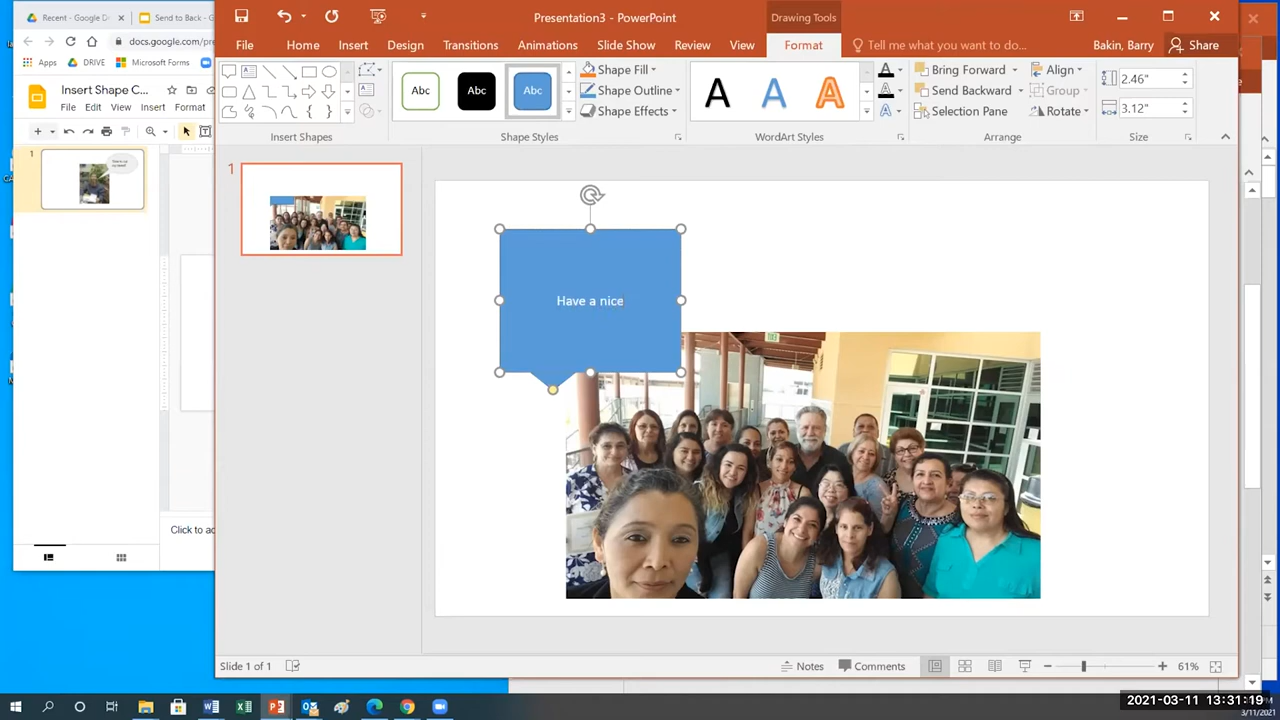 Recent - Google D
Send to Back - G
docs.google.com/pre
Apps
DRIVE
Microsoft Forms
Insert Shape C...
File
Edit
View
Insert
Format
1
Click to ac
Presentation3 - PowerPoint
Drawing Tools
File
Home
Insert
Design
Transitions
Animations
Slide Show
Review
View
Format
Tell me what you want to do...
Bakin, Barry
Share
Abc
Abc
Abc
Shape Fill
Shape Outline
Shape Effects
A
A
A
Bring Forward
Send Backward
Selection Pane
Align
Group
Rotate
2.46"
3.12"
Insert Shapes
Shape Styles
WordArt Styles
Arrange
Size
1
Have a nice
Slide 1 of 1
Notes
Comments
61%
2021-03-11 13:31:19
3/11/2021